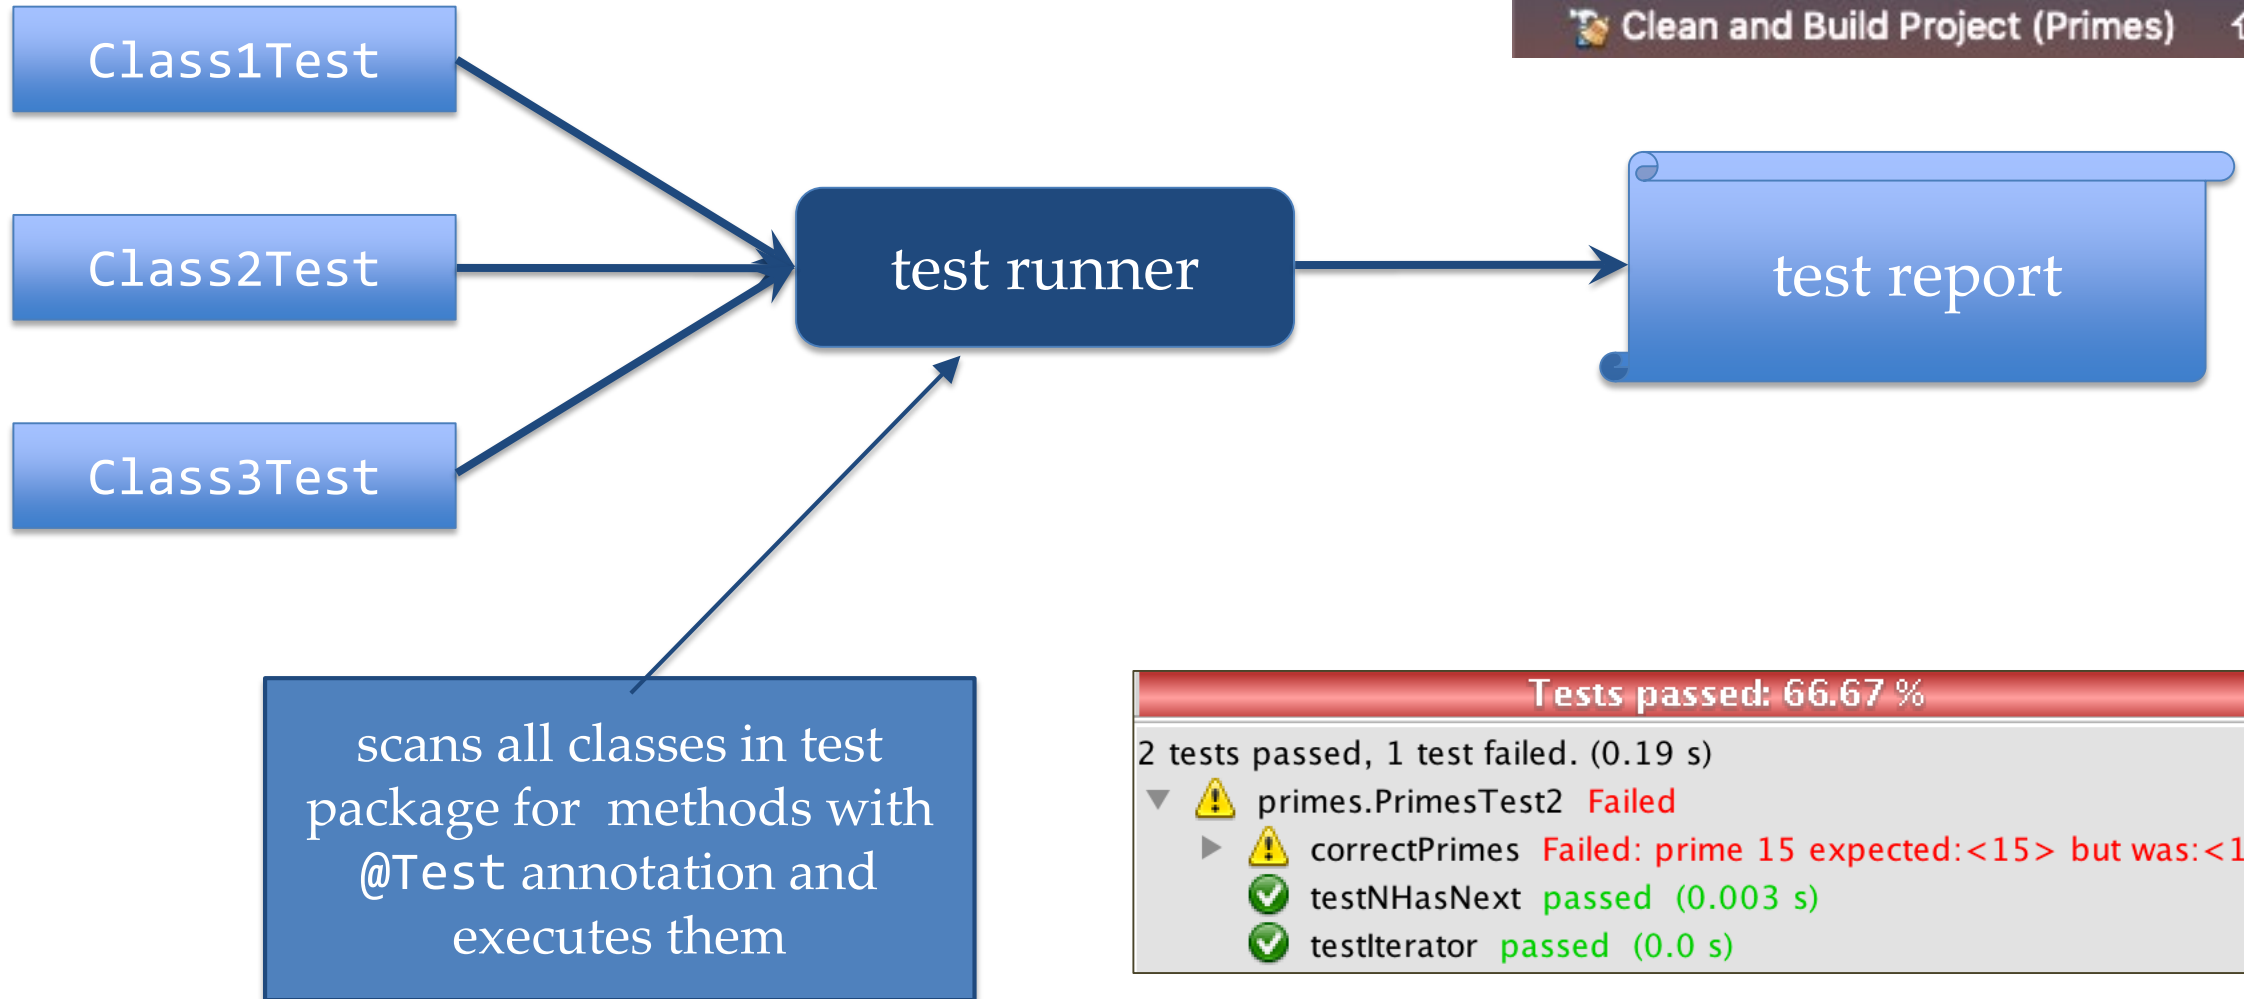 Clean and Build Project (Primes)
Class1Test
Class2Test
Class3Test
test runner
test report
scans all classes in test
package for methods with
@Test annotation and
executes them
Tests passed: 66.67 %
2 tests passed, 1 test failed. (0.19 s)
primes.PrimesTest2 Failed
correctPrimes Failed: prime 15 expected:<15> but was:<1
testNHasNext passed (0.003 s)
testIterator passed (0.0 s)